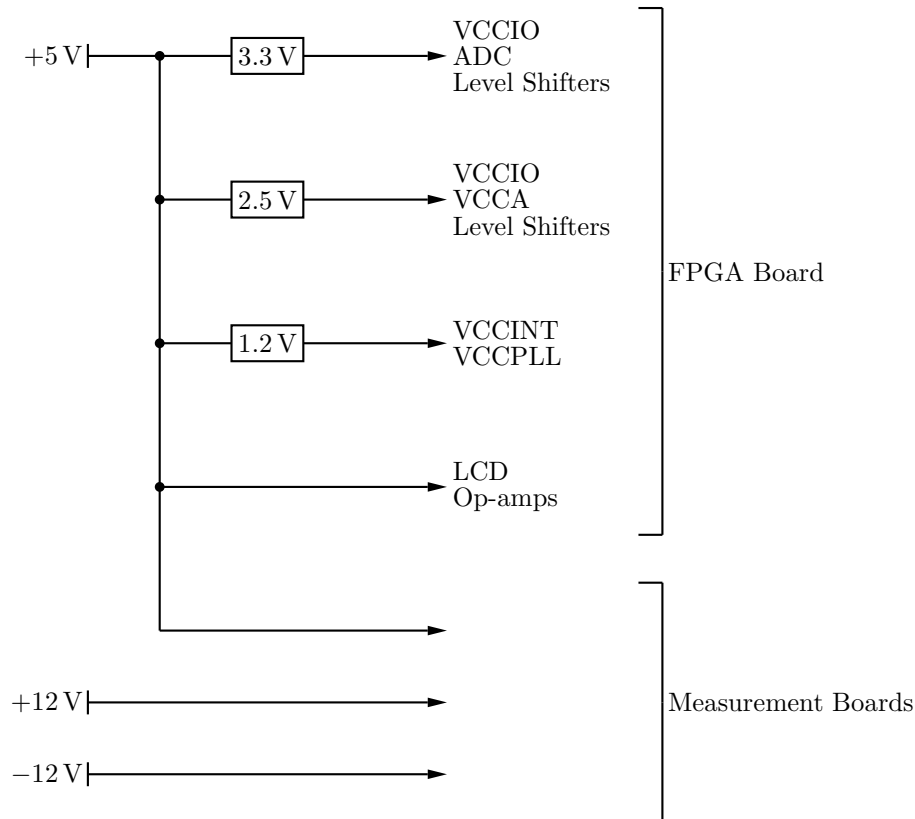 VCCIO
+5 V 3.3 V ADC
Level Shifters
VCCIO
2.5 V VCCA
Level Shifters
FPGA Board
VCCINT
1.2 V
VCCPLL
LCD
Op-amps
+12 V Measurement Boards
−12 V